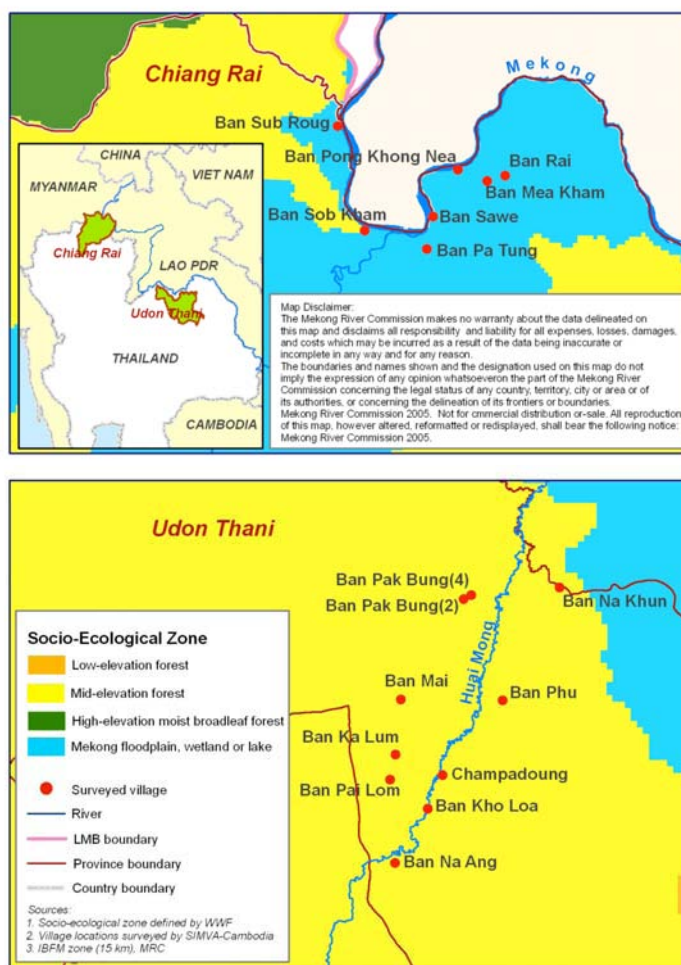 Chiang Rai
Mekong
Ban Sub Roug
Ban Pong Khong Nea
Ban Rai
Ban Mea Kham
Ban Sob Kham
Ban Sawe
Ban Pa Tung
CHINA
MYANMAR
VIET NAM
Chiang Rai
LAO PDR
Udon Thani
THAILAND
CAMBODIA
Map Disclaimer:
The Mekong River Commission makes no warranty about the data delineated on
this map and disclaims all responsibility and liability for all expenses, losses, damages,
and costs which may be incurred as a result of the data being inaccurate or
incomplete in any way and for any reason.
The boundaries and names shown and the designation used on this map do not
imply the expression of any opinion whatsoeveron the part of the Mekong River
Commission concerning the legal status of any country, territory, city or area or of
its authorities, or concerning the delineation of its frontiers or boundaries.
Mekong River Commission 2005. Not for cmmercial distribution or-sale. All reproduction
of this map, however altered, reformatted or redisplayed, shall bear the following notice:
Mekong River Commission 2005.
Udon Thani
Ban Pak Bung(4)
Ban Pak Bung(2)
Ban Na Khun
Huai Mong
Ban Mai
Ban Phu
Ban Ka Lum
Ban Pai Lom
Champadoung
Ban Kho Loa
Ban Na Ang
Socio-Ecological Zone
Low-elevation forest
Mid-elevation forest
High-elevation moist broadleaf forest
Mekong floodplain, wetland or lake
Surveyed village
River
LMB boundary
Province boundary
Country boundary
Sources:
1. Socio-ecological zone defined by WWF
2. Village locations surveyed by SIMVA-Cambodia
3. IBFM zone (15 km), MRC